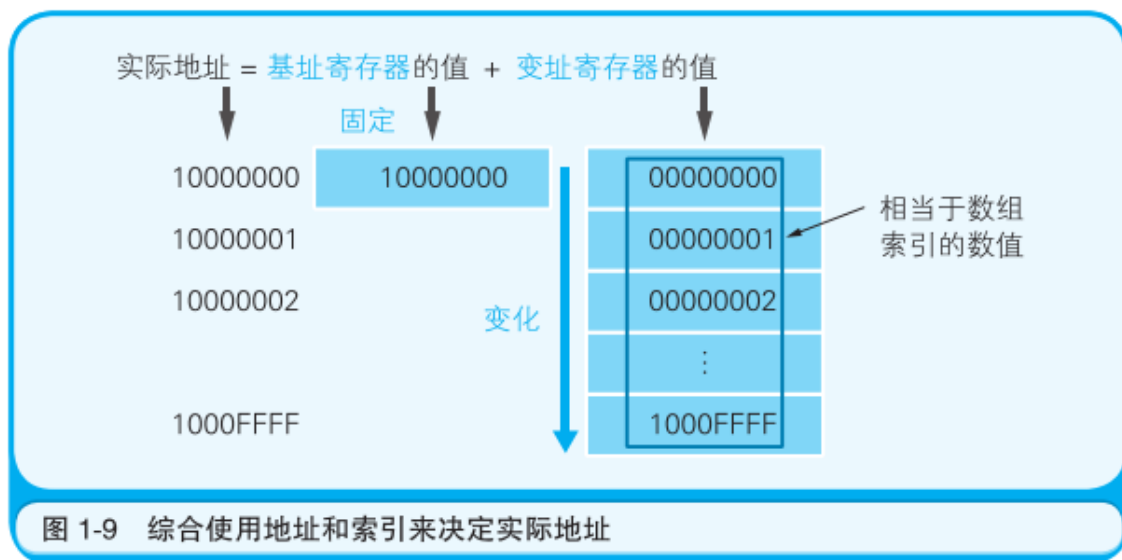 实际地址 = 基址寄存器的值 + 变址寄存器的值
固定
10000000 10000000 00000000
相当于数组
索引的数值
10000001 00000001
10000002 00000002
变化
⋮
1000FFFF 1000FFFF
图 1-9 综合使用地址和索引来决定实际地址